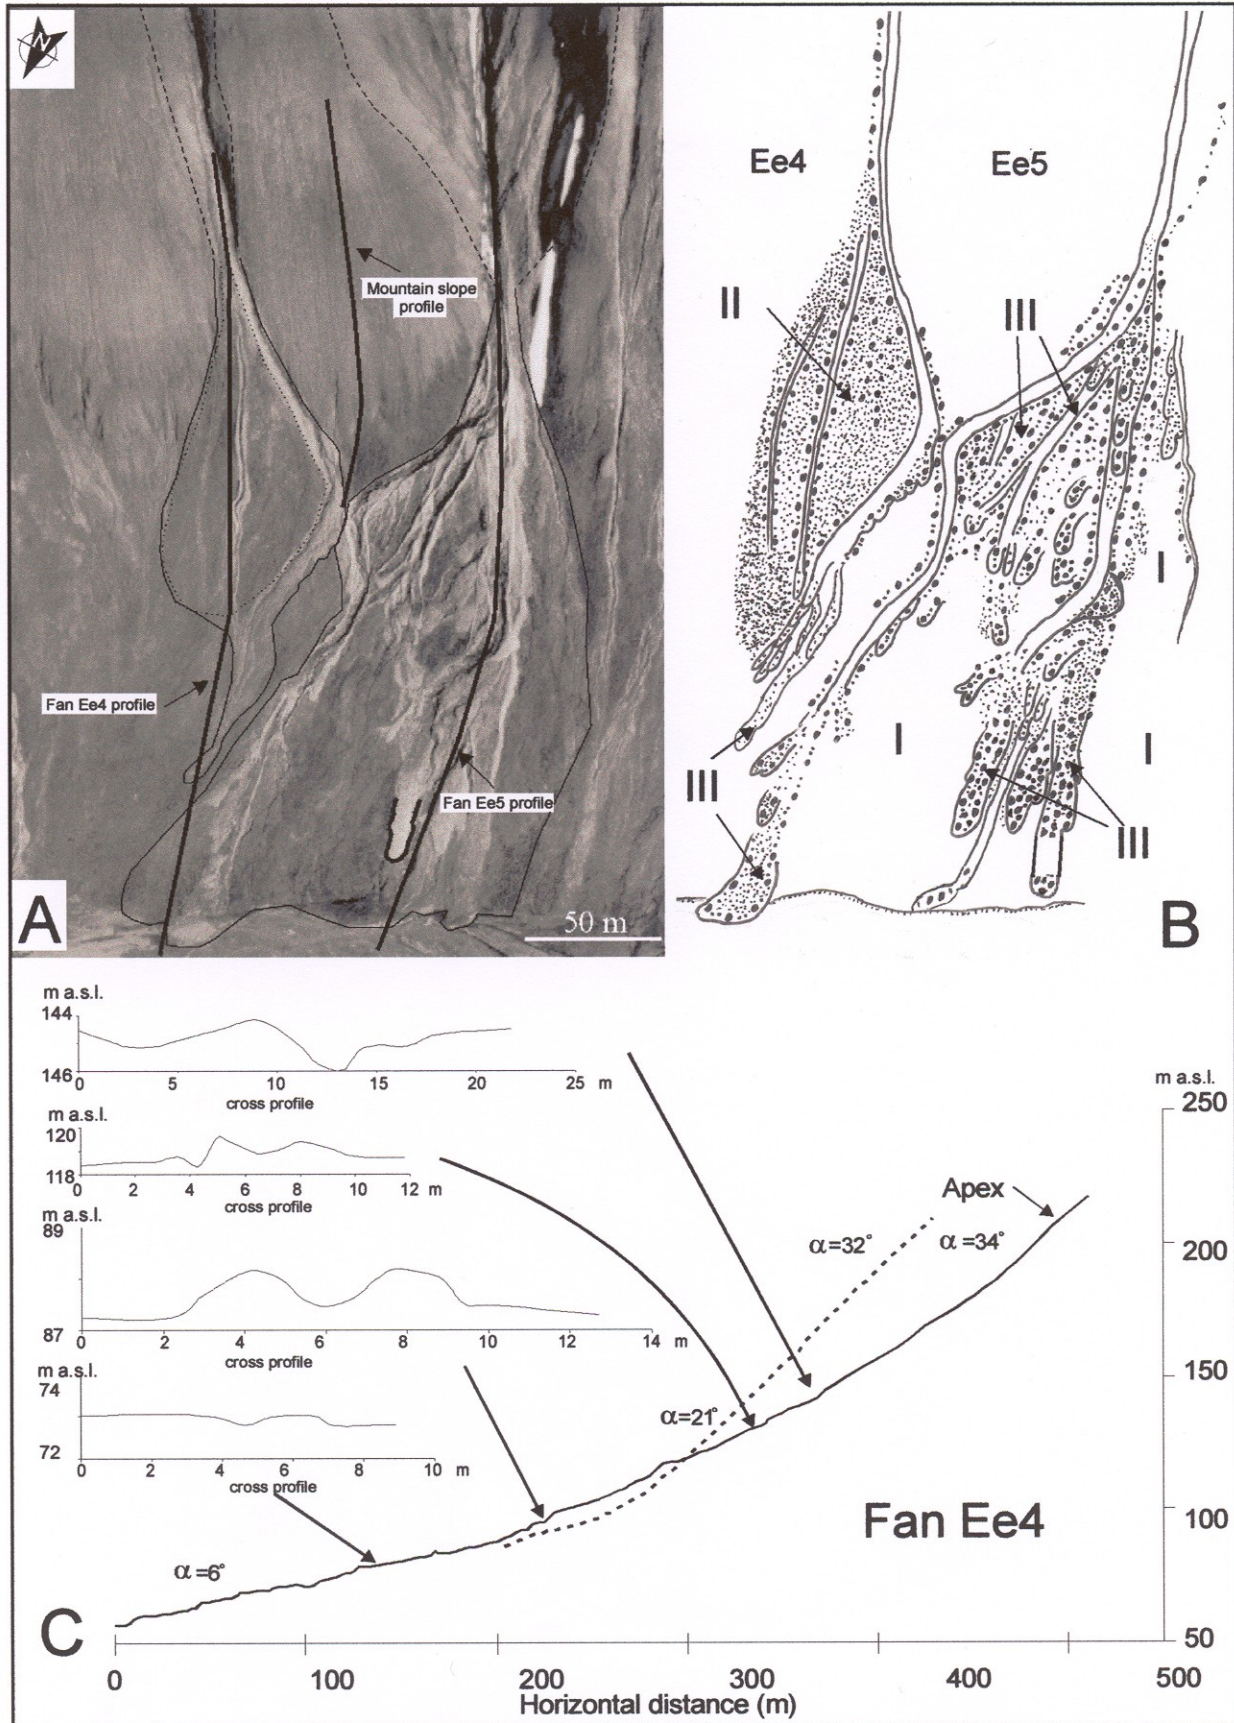 N
Mountain slope
profile
Fan Ee4 profile
Fan Ee5 profile
A
50 m
Ee4
Ee5
II
III
I
I
I
III
III
III
B
m a.s.l.
144
146
0 5 10 15 20 25 m
cross profile
m a.s.l.
120
118
0 2 4 6 8 10 12 m
cross profile
m a.s.l.
89
87
0 2 4 6 8 10 12 14 m
cross profile
m a.s.l.
74
72
0 2 4 6 8 10 m
cross profile
m a.s.l.
250
200
150
100
50
Apex
α=32°
α=34°
α=21°
α=6°
Fan Ee4
C
0 100 200 300 400 500
Horizontal distance (m)